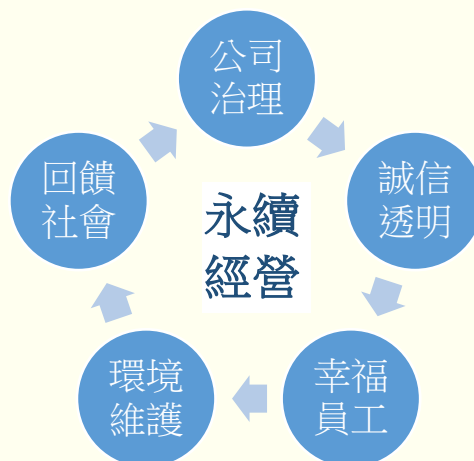 公司
治理
誠信
透明
幸福
員工
環境
維護
回饋
社會
永續
經營